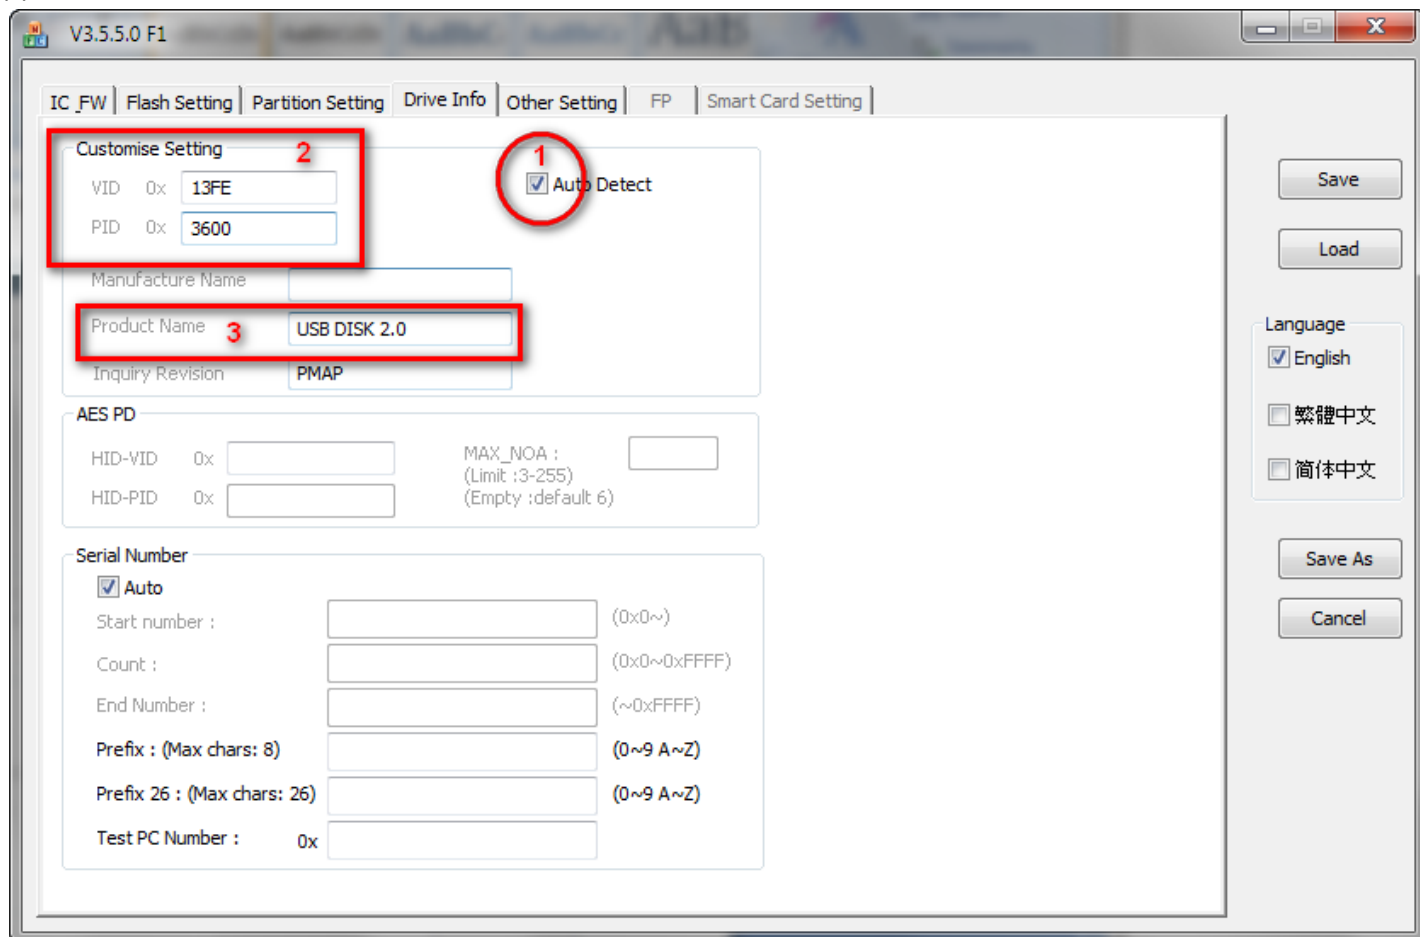 V3.5.5.0 F1
IC_FW Flash Setting Partition Setting Drive Info Other Setting FP Smart Card Setting
Customise Setting 2 1
VID 0x 13FE Auto Detect
PID 0x 3600
Manufacture Name
Product Name 3 USB DISK 2.0
Inquiry Revision PMAP
AES PD
HID-VID 0x MAX_NOA :
(Limit :3-255)
HID-PID 0x (Empty :default 6)
Serial Number
Auto
Start number : (0x0~)
Count : (0x0~0xFFFF)
End Number : (~0xFFFF)
Prefix : (Max chars: 8) (0~9 A~Z)
Prefix 26 : (Max chars: 26) (0~9 A~Z)
Test PC Number : 0x
Save
Load
Language
English
繁體中文
简体中文
Save As
Cancel